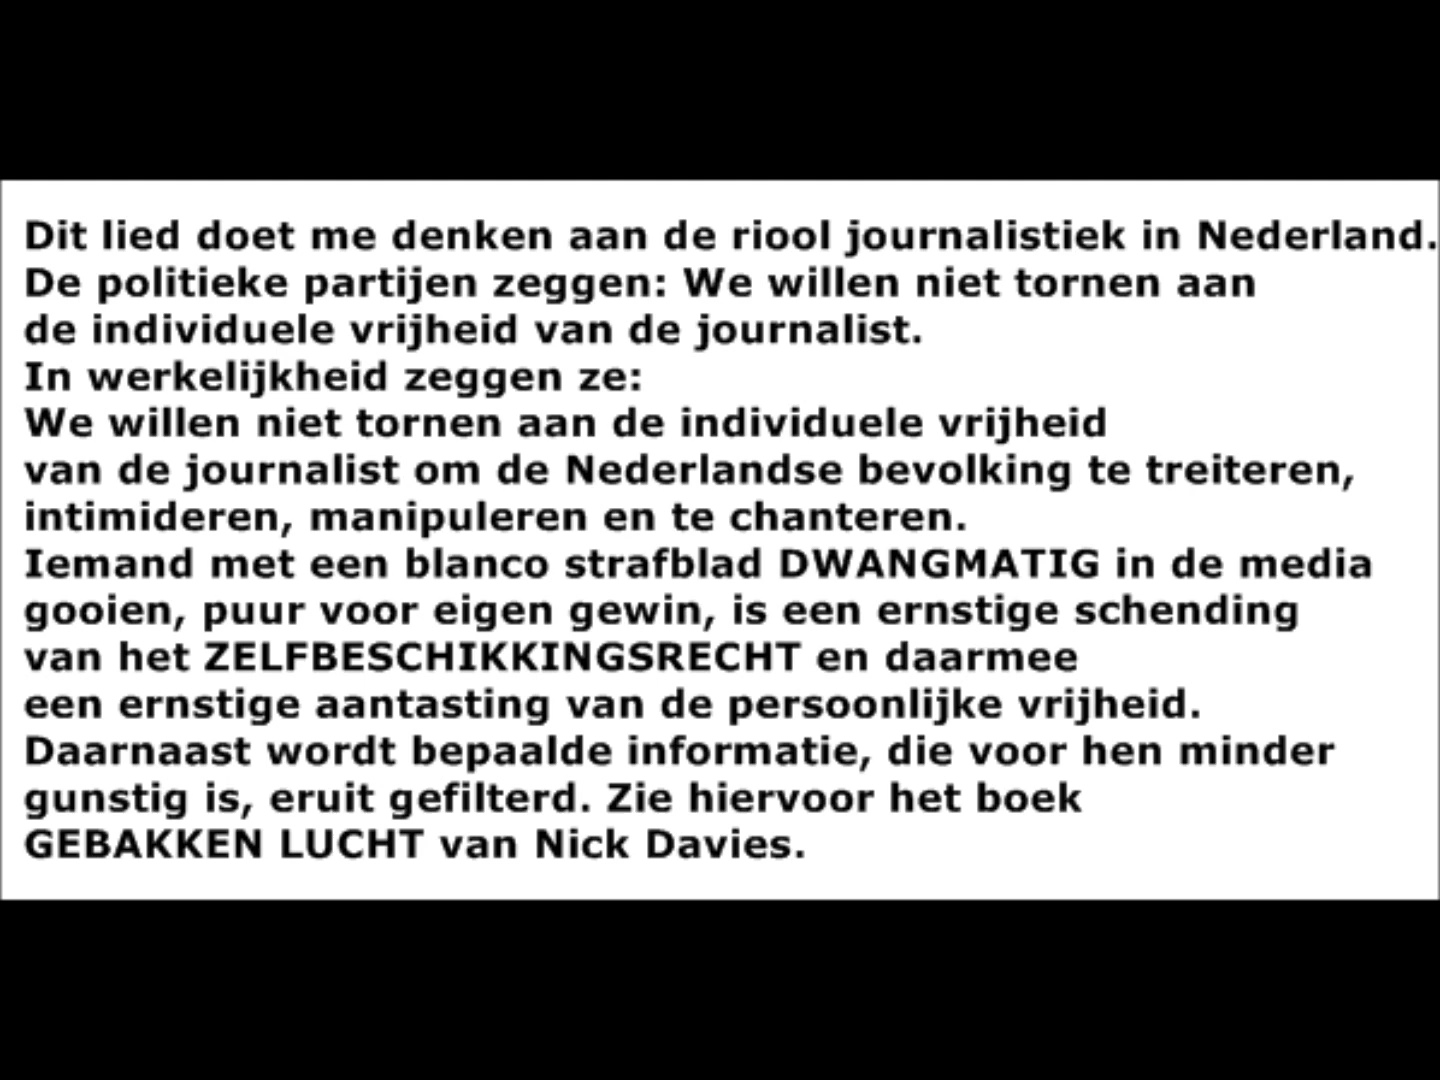 Dit lied doet me denken aan de riool journalistiek in Nederland.
De politieke partijen zeggen: We willen niet tornen aan
de individuele vrijheid van de journalist.
In werkelijkheid zeggen ze:
We willen niet tornen aan de individuele vrijheid
van de journalist om de Nederlandse bevolking te treiteren,
intimideren, manipuleren en te chanteren.
Iemand met een blanco strafblad DWANGMATIG in de media
gooien, puur voor eigen gewin, is een ernstige schending
van het ZELFBESCHIKKINGSRECHT en daarmee
een ernstige aantasting van de persoonlijke vrijheid.
Daarnaast wordt bepaalde informatie, die voor hen minder
gunstig is, eruit gefilterd. Zie hiervoor het boek
GEBAKKEN LUCHT van Nick Davies.